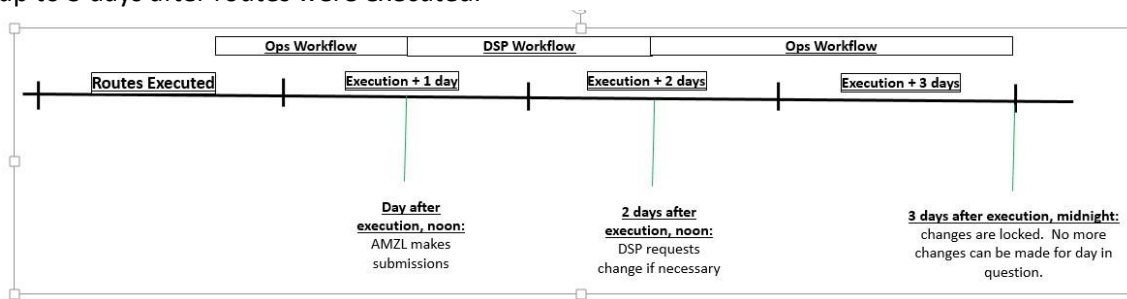 up to 3 days after routes were executed.
Ops Workflow DSP Workflow Ops Workflow
Routes Executed Execution + 1 day Execution + 2 days Execution + 3 days
Day after
execution, noon:
AMZL makes
submissions
2 days after
execution, noon:
DSP requests
change if necessary
3 days after execution, midnight:
changes are locked. No more
changes can be made for day in
question.